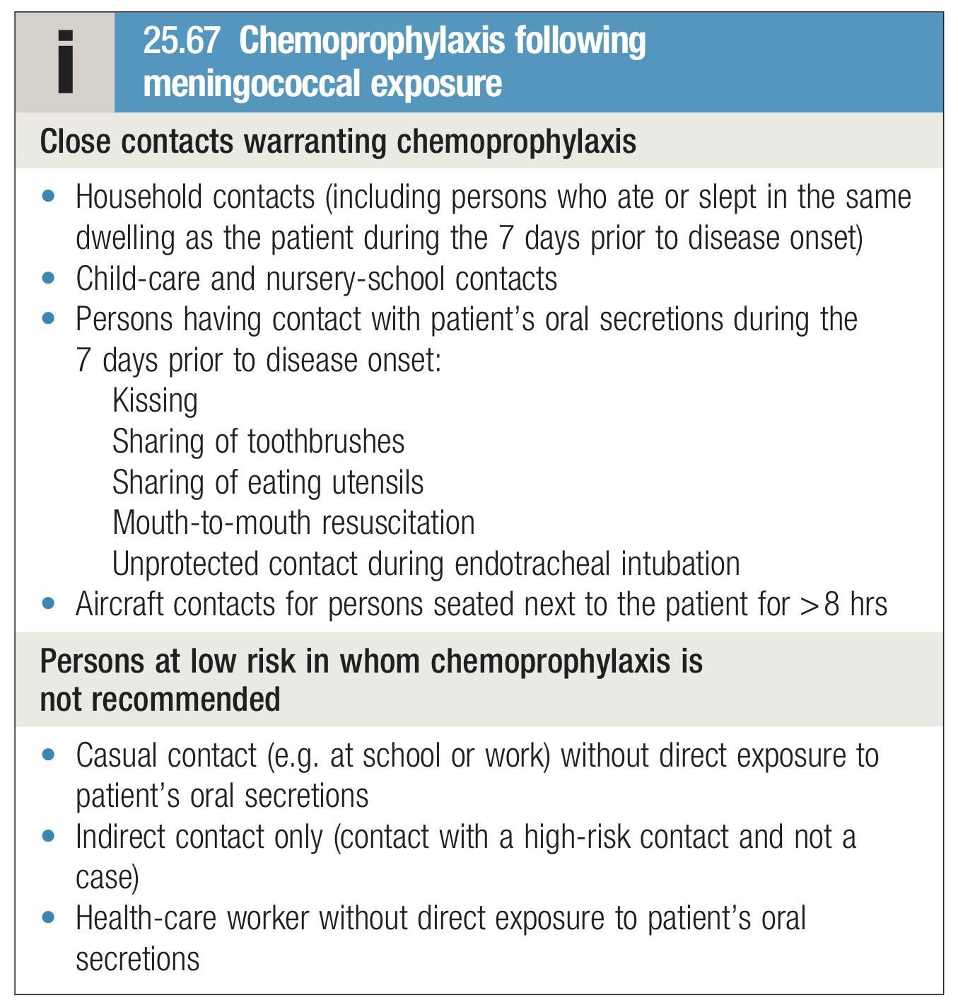 i
25.67 Chemoprophylaxis following
meningococcal exposure
Close contacts warranting chemoprophylaxis
• Household contacts (including persons who ate or slept in the same
dwelling as the patient during the 7 days prior to disease onset)
• Child-care and nursery-school contacts
• Persons having contact with patient’s oral secretions during the
7 days prior to disease onset:
Kissing
Sharing of toothbrushes
Sharing of eating utensils
Mouth-to-mouth resuscitation
Unprotected contact during endotracheal intubation
• Aircraft contacts for persons seated next to the patient for >8 hrs
Persons at low risk in whom chemoprophylaxis is
not recommended
• Casual contact (e.g. at school or work) without direct exposure to
patient’s oral secretions
• Indirect contact only (contact with a high-risk contact and not a
case)
• Health-care worker without direct exposure to patient’s oral
secretions